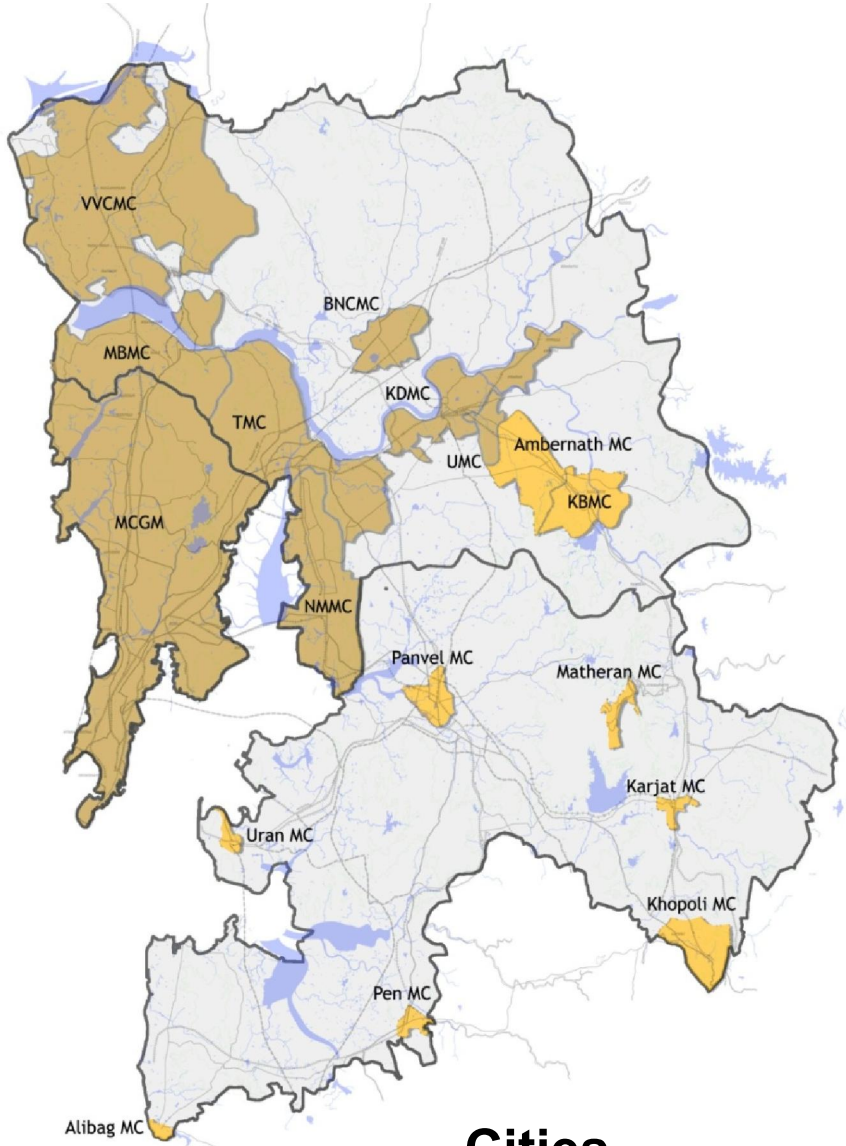 VVCMC
BNCMC
MBMC
KDMC
TMC
Ambernath MC
UMC
KBMC
MCGM
NMMC
Panvel MC
Matheran MC
Karjat MC
Uran MC
Khopoli MC
Pen MC
Alibag MC
Cities